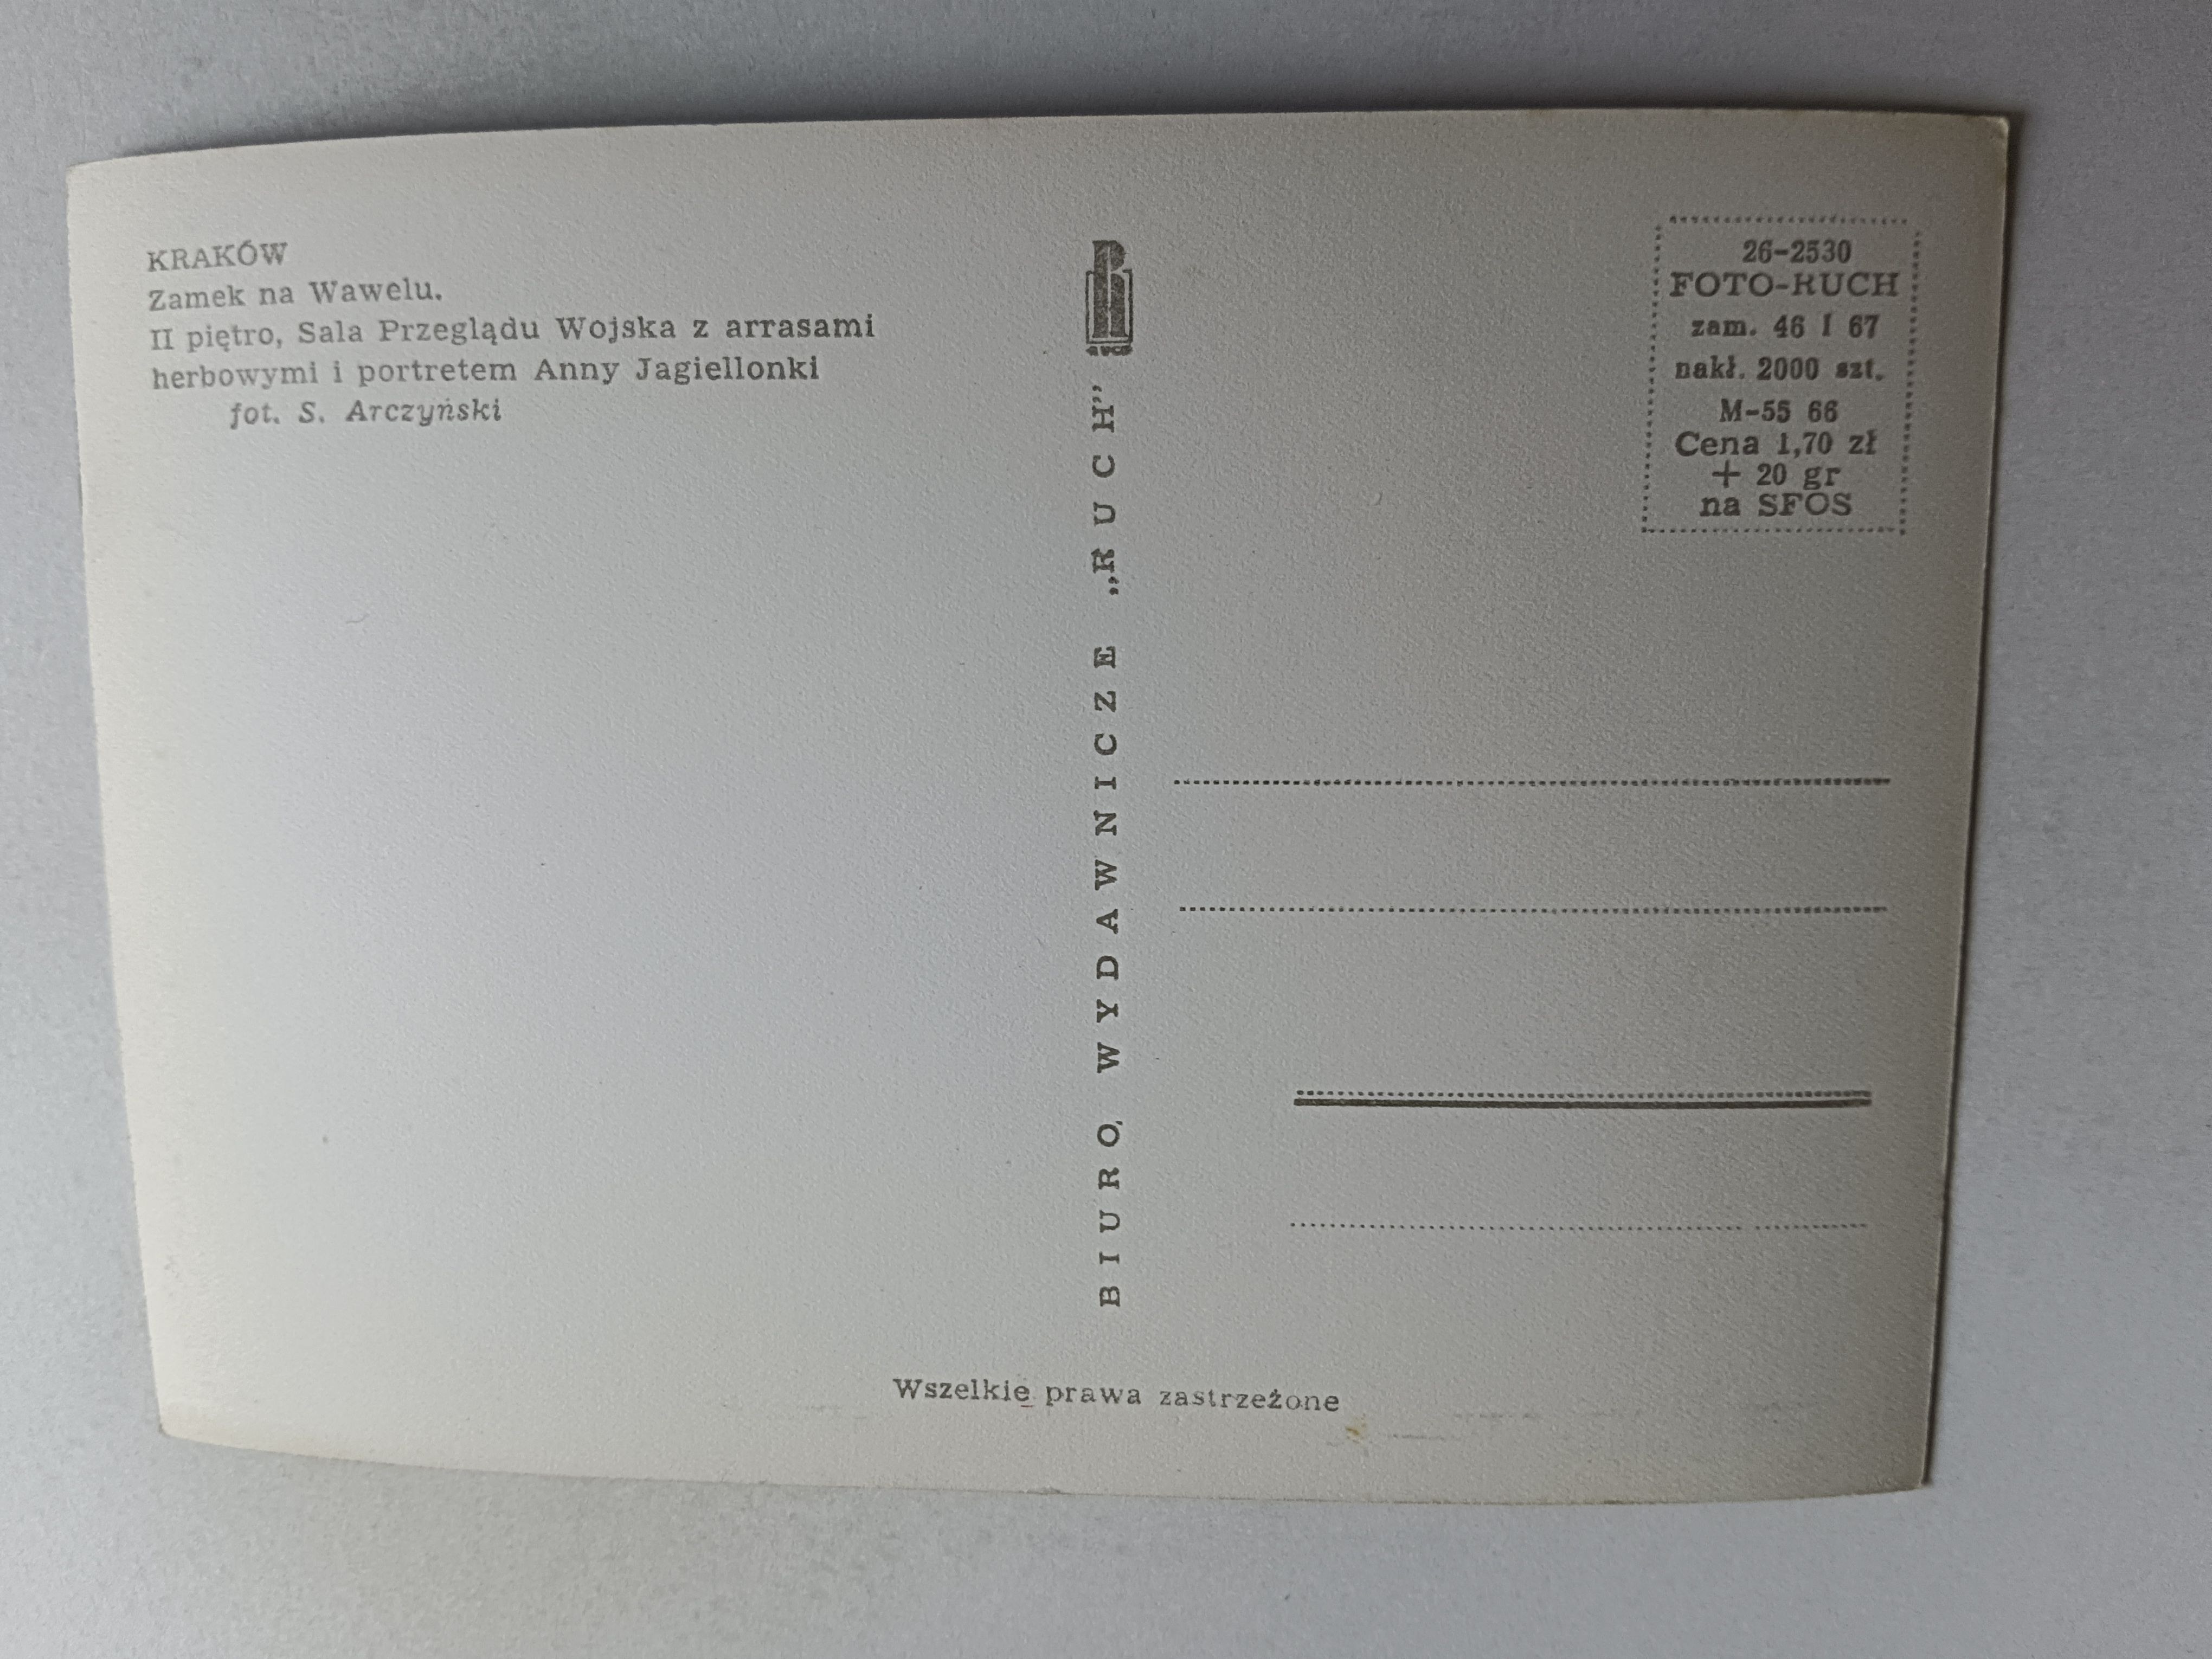 KRAKÓW
Zamek na Wawelu.
II piętro, Sala Przeglądu Wojska z arrasami
herbowymi i portretem Anny Jagiellonki
fot. S. Arczyński
RUCH
BIURO WYDAWNICZE „RUCH”
26-2530
FOTO-RUCH
zam. 46 I 67
nakł. 2000 szt.
M-55 66
Cena 1,70 zł
+ 20 gr
na SFOS
Wszelkie prawa zastrzeżone